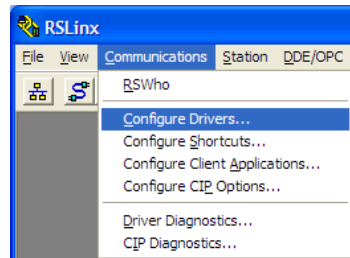 RSLinx
File View Communications Station DDE/OPC
RSWho
Configure Drivers...
Configure Shortcuts...
Configure Client Applications...
Configure CIP Options...
Driver Diagnostics...
CIP Diagnostics...